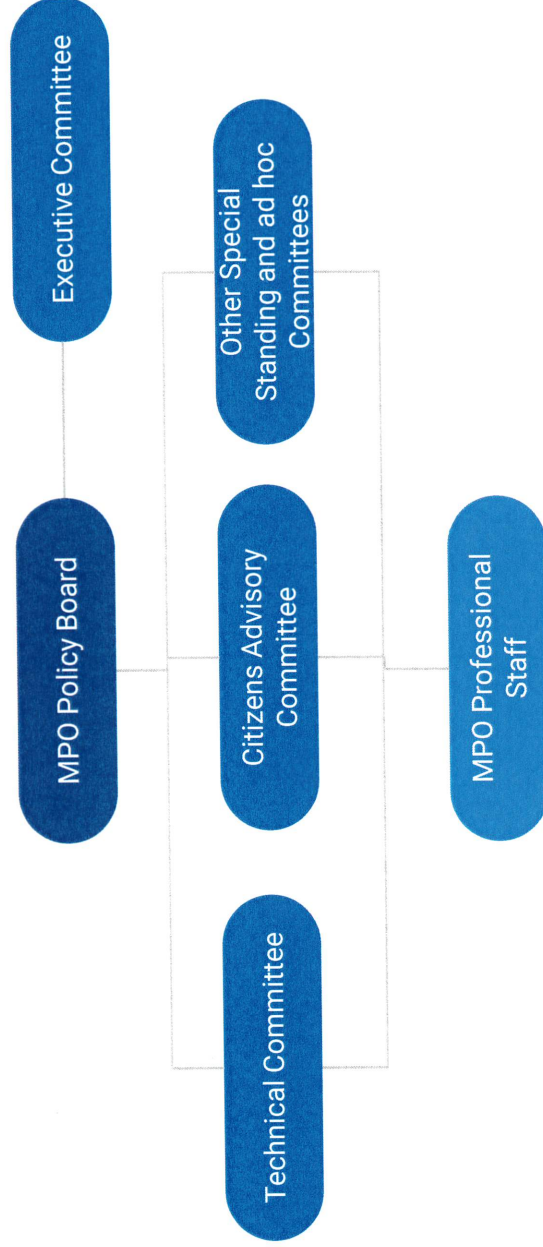 MPO Policy Board
Executive Committee
Technical Committee
Citizens Advisory
Committee
Other Special
Standing and ad hoc
Committees
MPO Professional
Staff